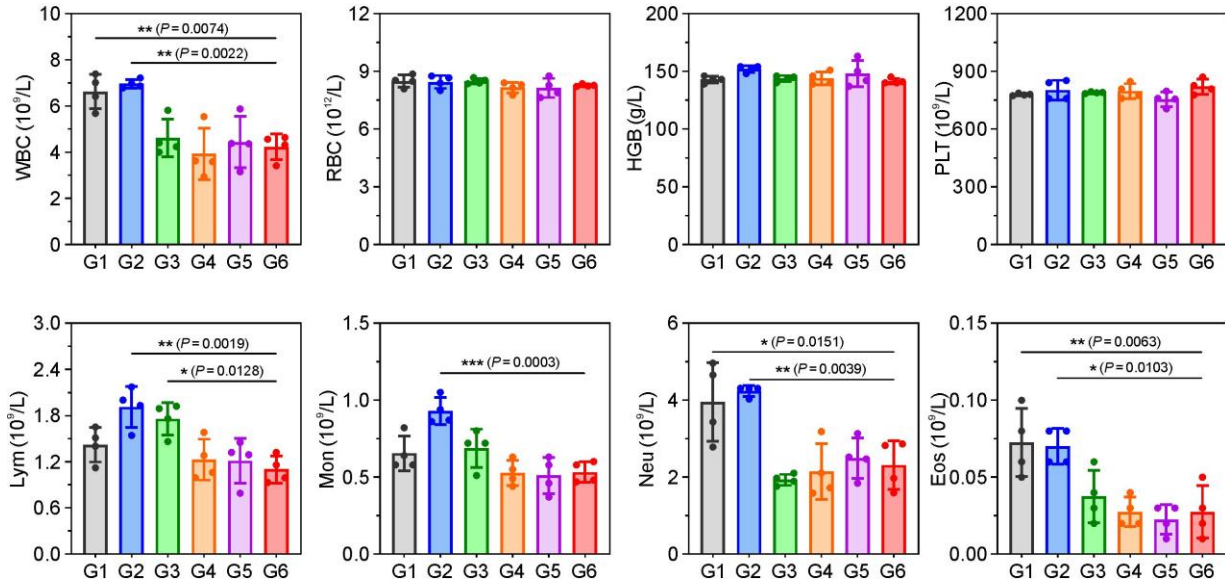 WBC (10⁹/L)
10
8
6
4
2
0
** (P = 0.0074)
** (P = 0.0022)
G1 G2 G3 G4 G5 G6
RBC (10¹²/L)
12
9
6
3
0
G1 G2 G3 G4 G5 G6
HGB (g/L)
200
150
100
50
0
G1 G2 G3 G4 G5 G6
PLT (10⁹/L)
1200
900
600
300
0
G1 G2 G3 G4 G5 G6
Lym (10⁹/L)
3.0
2.4
1.8
1.2
0.6
0.0
** (P = 0.0019)
* (P = 0.0128)
G1 G2 G3 G4 G5 G6
Mon (10⁹/L)
1.5
1.0
0.5
0.0
*** (P = 0.0003)
G1 G2 G3 G4 G5 G6
Neu (10⁹/L)
6
4
2
0
* (P = 0.0151)
** (P = 0.0039)
G1 G2 G3 G4 G5 G6
Eos (10⁹/L)
0.15
0.10
0.05
0.00
** (P = 0.0063)
* (P = 0.0103)
G1 G2 G3 G4 G5 G6